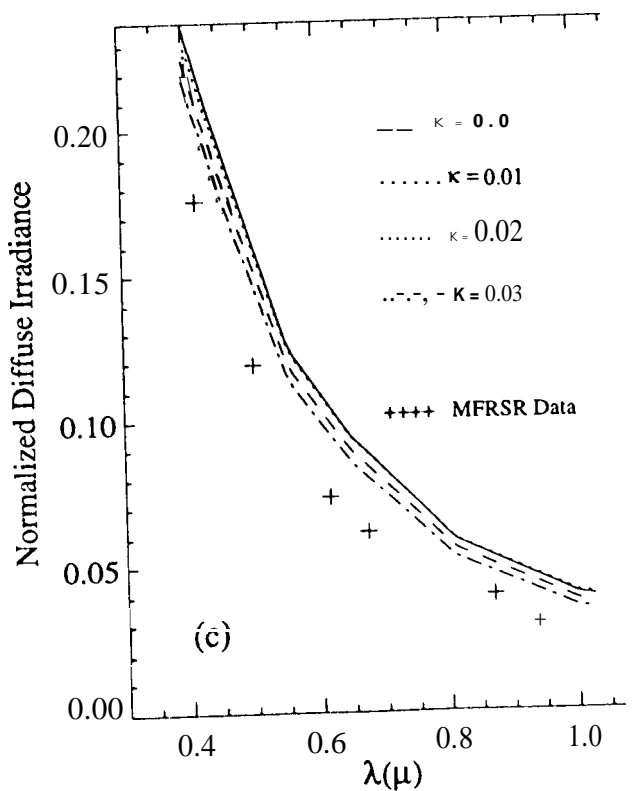 Normalized Diffuse Irradiance
0.20
0.15
0.10
0.05
0.00
κ = 0.0
κ = 0.01
κ = 0.02
κ = 0.03
++++ MFRSR Data
(c)
0.4 0.6 0.8 1.0
λ(μ)